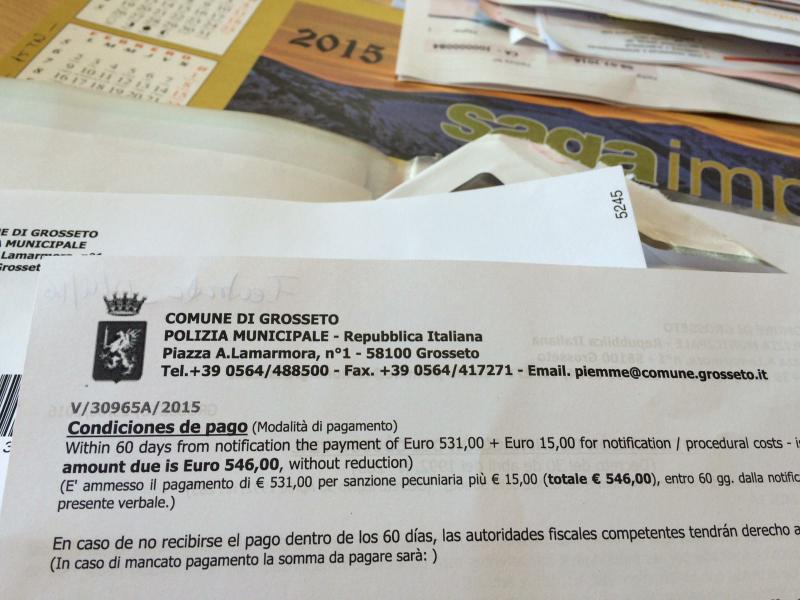 FEBRERO
2015
sagaimp
5245
E DI GROSSETO
A MUNICIPALE
Lamarmora, n°1
Grosseto
COMUNE DI GROSSETO
POLIZIA MUNICIPALE - Repubblica Italiana
Piazza A.Lamarmora, n°1 - 58100 Grosseto
Tel.+39 0564/488500 - Fax. +39 0564/417271 - Email. piemme@comune.grosseto.it
V/30965A/2015
Condiciones de pago (Modalità di pagamento)
Within 60 days from notification the payment of Euro 531,00 + Euro 15,00 for notification / procedural costs - i
amount due is Euro 546,00, without reduction)
(E' ammesso il pagamento di € 531,00 per sanzione pecuniaria più € 15,00 (totale € 546,00), entro 60 gg. dalla notific
presente verbale.)
En caso de no recibirse el pago dentro de los 60 días, las autoridades fiscales competentes tendrán derecho a
(In caso di mancato pagamento la somma da pagare sarà: )